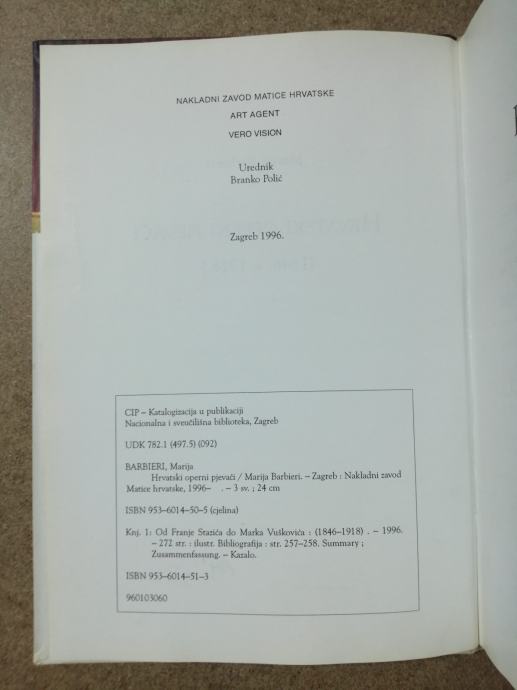 NAKLADNI ZAVOD MATICE HRVATSKE
ART AGENT
VERO VISION
Urednik
Branko Polić
Zagreb 1996.
CIP – Katalogizacija u publikaciji
Nacionalna i sveučilišna biblioteka, Zagreb
UDK 782.1 (497.5) (092)
BARBIERI, Marija
Hrvatski operni pjevači / Marija Barbieri. – Zagreb : Nakladni zavod
Matice hrvatske, 1996– . – 3 sv. ; 24 cm
ISBN 953-6014-50-5 (cjelina)
Knj. 1: Od Franje Stazića do Marka Vuškovića : (1846–1918) . – 1996.
– 272 str. : ilustr. Bibliografija : str. 257–258. Summary ;
Zusammenfassung. – Kazalo.
ISBN 953-6014-51-3
960103060